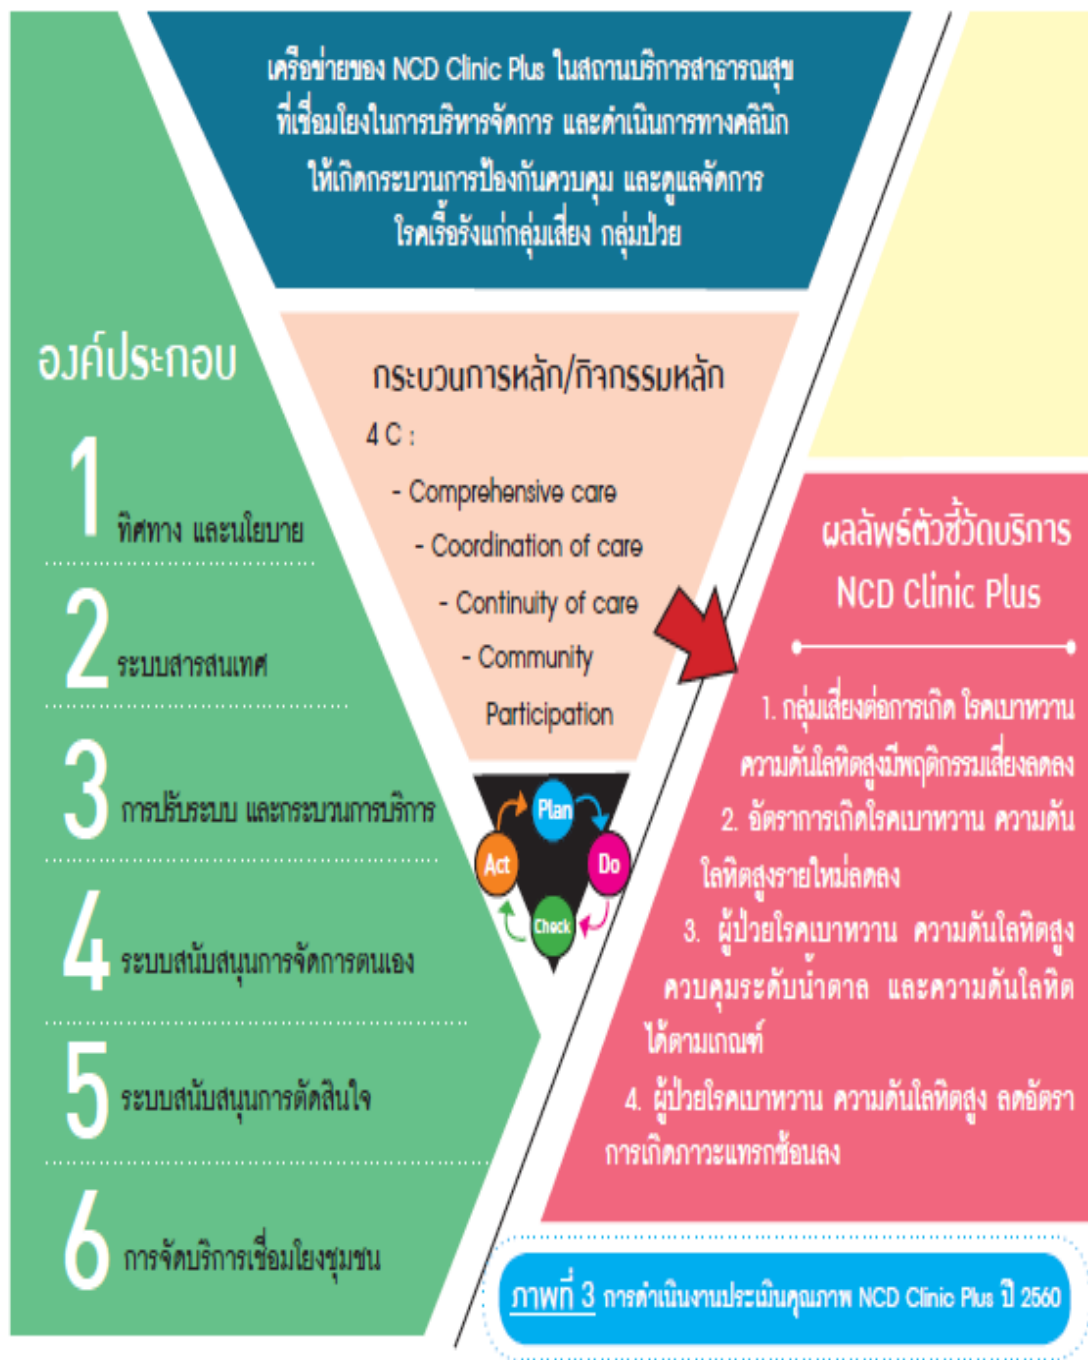 เครือข่ายของ NCD Clinic Plus ในสถานบริการสาธารณสุข
ที่เชื่อมโยงในการบริหารจัดการ และดำเนินการทางคลินิก
ให้เกิดกระบวนการป้องกันควบคุม และดูแลจัดการ
โรคเรื้อรังแก่กลุ่มเสี่ยง กลุ่มป่วย
องค์ประกอบ
1 ทิศทาง และนโยบาย
2 ระบบสารสนเทศ
3 การปรับระบบ และกระบวนการบริการ
4 ระบบสนับสนุนการจัดการตนเอง
5 ระบบสนับสนุนการตัดสินใจ
6 การจัดบริการเชื่อมโยงชุมชน
กระบวนการหลัก/กิจกรรมหลัก
4 C :
- Comprehensive care
- Coordination of care
- Continuity of care
- Community
Participation
Plan
Act
Do
Check
ผลลัพธ์ตัวชี้วัดบริการ
NCD Clinic Plus
1. กลุ่มเสี่ยงต่อการเกิด โรคเบาหวาน
ความดันโลหิตสูงมีพฤติกรรมเสี่ยงลดลง
2. อัตราการเกิดโรคเบาหวาน ความดัน
โลหิตสูงรายใหม่ลดลง
3. ผู้ป่วยโรคเบาหวาน ความดันโลหิตสูง
ควบคุมระดับน้ำตาล และความดันโลหิต
ได้ตามเกณฑ์
4. ผู้ป่วยโรคเบาหวาน ความดันโลหิตสูง ลดอัตรา
การเกิดภาวะแทรกซ้อนลง
ภาพที่ 3 การดำเนินงานประเมินคุณภาพ NCD Clinic Plus ปี 2560